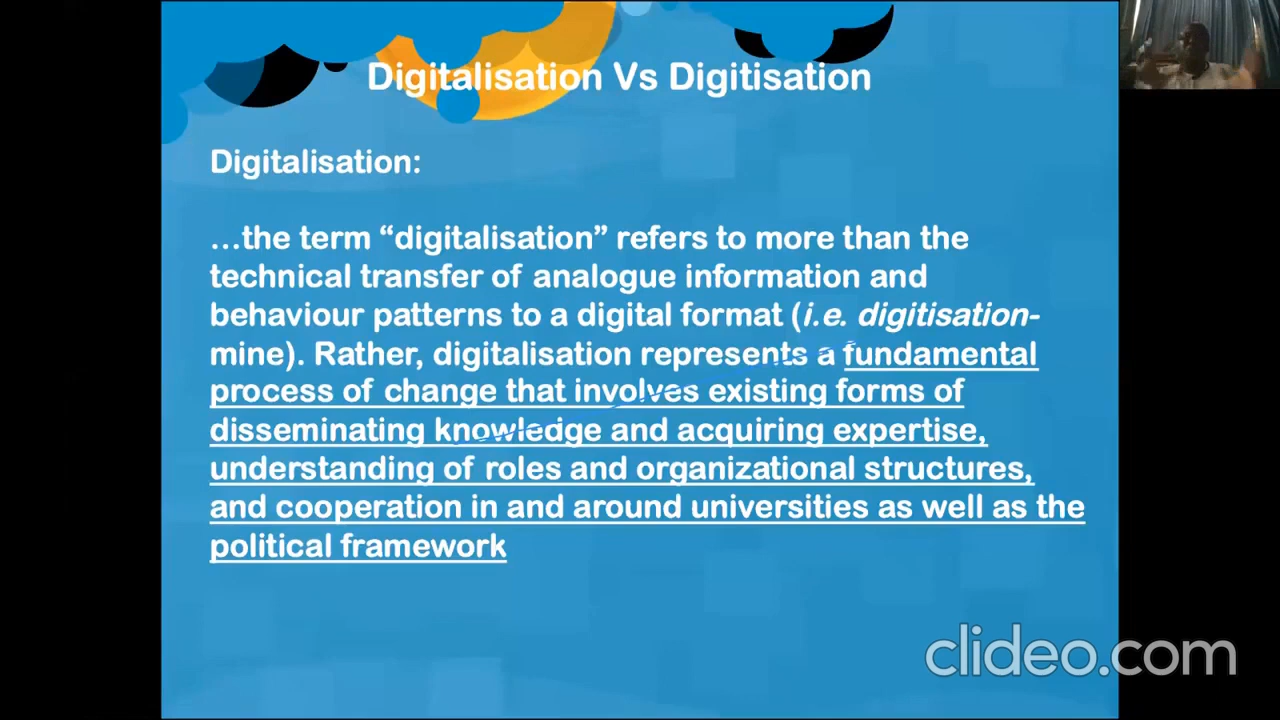 Digitalisation Vs Digitisation
Digitalisation:
...the term “digitalisation” refers to more than the
technical transfer of analogue information and
behaviour patterns to a digital format (i.e. digitisation-
mine). Rather, digitalisation represents a fundamental
process of change that involves existing forms of
disseminating knowledge and acquiring expertise,
understanding of roles and organizational structures,
and cooperation in and around universities as well as the
political framework
clideo.com